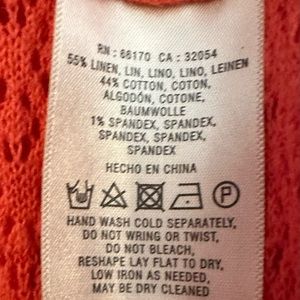 RN : 66170 CA : 32054
55% LINEN, LIN, LINO, LINO, LEINEN
44% COTTON, COTON,
ALGODÓN, COTONE,
BAUMWOLLE
1% SPANDEX, SPANDEX,
SPANDEX, SPANDEX,
SPANDEX
HECHO EN CHINA
P
HAND WASH COLD SEPARATELY,
DO NOT WRING OR TWIST,
DO NOT BLEACH,
RESHAPE LAY FLAT TO DRY,
LOW IRON AS NEEDED,
MAY BE DRY CLEANED